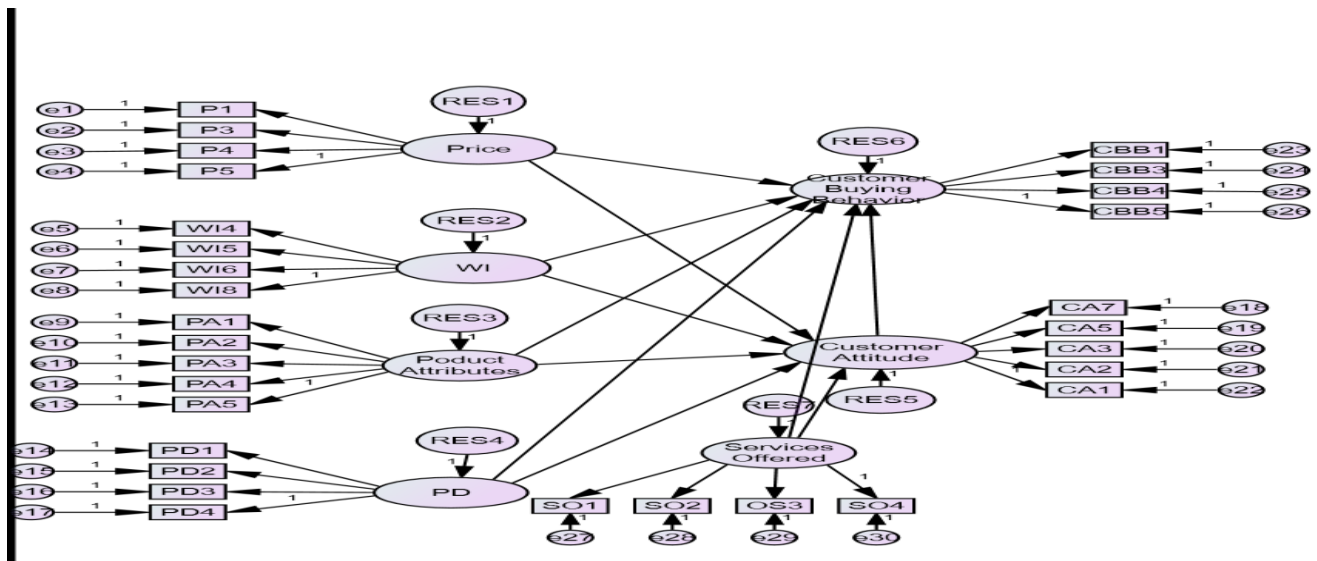 RES1
e1 1 P1
e2 1 P3
e3 1 P4
e4 1 P5
1
1
Price
RES6
1
Customer
Buying
Behavior
CBB1 1 e23
CBB3 1 e24
CBB4 1 e25
CBB5 1 e26
1
RES2
1
e5 1 WI4
e6 1 WI5
e7 1 WI6
e8 1 WI8
1
WI
RES3
1
e9 1 PA1
e10 1 PA2
e11 1 PA3
e12 1 PA4
e13 1 PA5
1
Poduct
Attributes
Customer
Attitude
CA7 1 e18
CA5 1 e19
CA3 1 e20
CA2 1 e21
CA1 1 e22
1
1
RES5
RES7
1
Services
Offered
RES4
1
e14 1 PD1
e15 1 PD2
e16 1 PD3
e17 1 PD4
1
PD
SO1 SO2 OS3 SO4
1
1 1 1 1
e27 e28 e29 e30